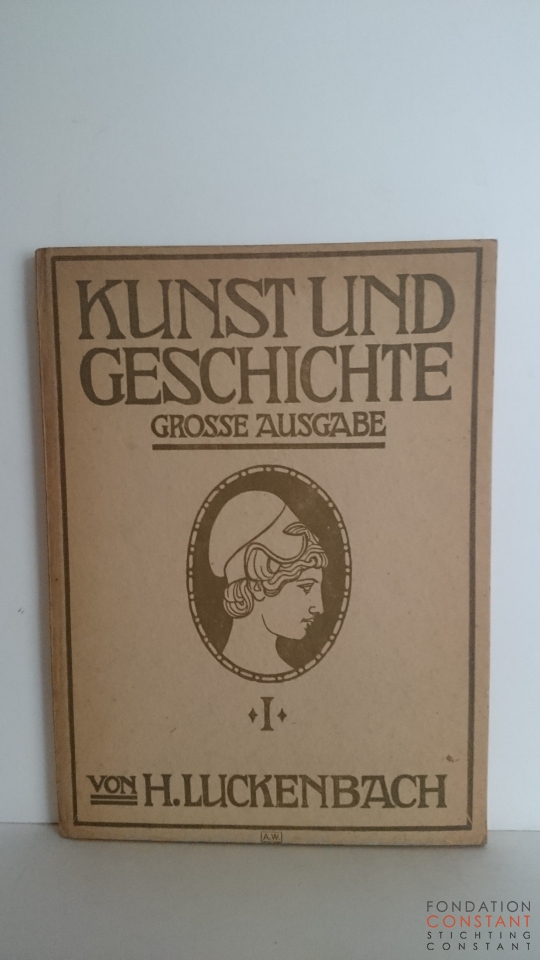 KUNST UND
GESCHICHTE
GROSSE AUSGABE
I
VON H. LUCKENBACH
A.W.
FONDATION
CONSTANT
STICHTING
CONSTANT